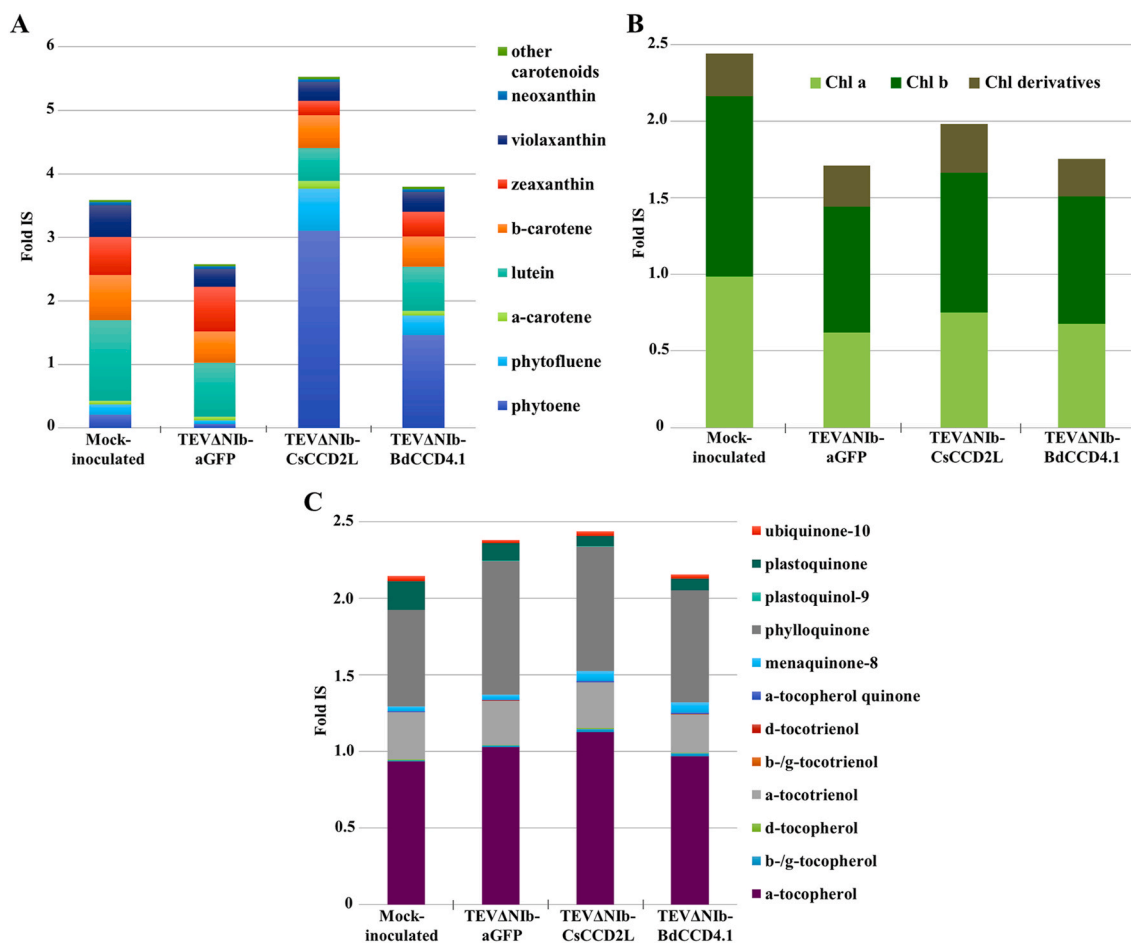 A
6
5
4
3
2
1
0
Fold IS
Mock-
inoculated
TEVΔNIb-
aGFP
TEVΔNIb-
CsCCD2L
TEVΔNIb-
BdCCD4.1
other
carotenoids
neoxanthin
violaxanthin
zeaxanthin
b-carotene
lutein
a-carotene
phytofluene
phytoene
B
2.5
2.0
1.5
1.0
0.5
0
Fold IS
Chl a
Chl b
Chl derivatives
Mock-
inoculated
TEVΔNIb-
aGFP
TEVΔNIb-
CsCCD2L
TEVΔNIb-
BdCCD4.1
C
2.5
2.0
1.5
1.0
0.5
0
Fold IS
Mock-
inoculated
TEVΔNIb-
aGFP
TEVΔNIb-
CsCCD2L
TEVΔNIb-
BdCCD4.1
ubiquinone-10
plastoquinone
plastoquinol-9
phylloquinone
menaquinone-8
a-tocopherol quinone
d-tocotrienol
b-/g-tocotrienol
a-tocotrienol
d-tocopherol
b-/g-tocopherol
a-tocopherol